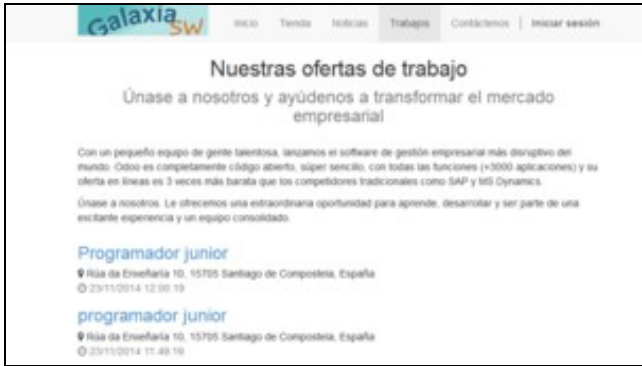 Galaxia SW
Inicio Tienda Noticias Trabajos Contáctenos Iniciar sesión
Nuestras ofertas de trabajo
Únase a nosotros y ayúdenos a transformar el mercado
empresarial
Con un pequeño equipo de gente talentosa, lanzamos el software de gestión empresarial más disruptivo del
mundo. Odoo es completamente código abierto, súper sencillo, con todas las funciones (+3000 aplicaciones) y su
oferta en líneas es 3 veces más barata que los competidores tradicionales como SAP y MS Dynamics.
Únase a nosotros. Le ofrecemos una extraordinaria oportunidad para aprende, desarrollar y ser parte de una
excitante experiencia y un equipo consolidado.
Programador junior
Rúa da Enseñaría 10, 15705 Santiago de Compostela, España
23/11/2014 12:00:19
programador junior
Rúa da Enseñaría 10, 15705 Santiago de Compostela, España
23/11/2014 11:49:19